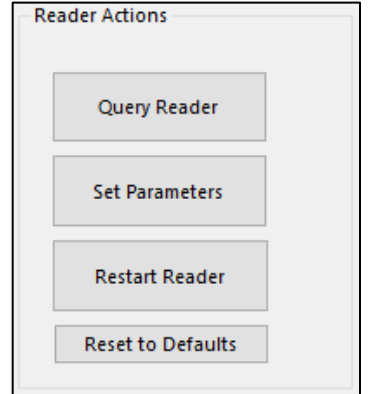 Reader Actions
Query Reader
Set Parameters
Restart Reader
Reset to Defaults